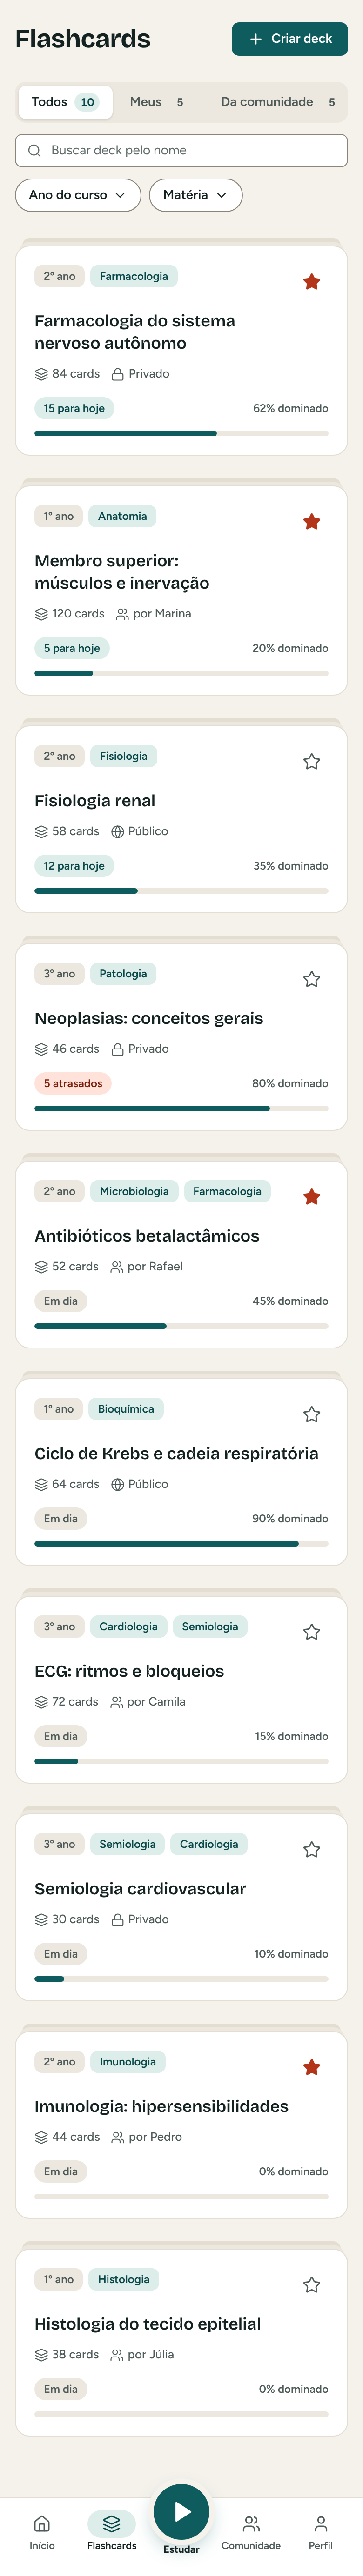 Flashcards
Criar deck
Todos 10 Meus 5 Da comunidade 5
Buscar deck pelo nome
Ano do curso Matéria
2º ano Farmacologia
Farmacologia do sistema
nervoso autônomo
84 cards Privado
15 para hoje 62% dominado
1º ano Anatomia
Membro superior:
músculos e inervação
120 cards por Marina
5 para hoje 20% dominado
2º ano Fisiologia
Fisiologia renal
58 cards Público
12 para hoje 35% dominado
3º ano Patologia
Neoplasias: conceitos gerais
46 cards Privado
5 atrasados 80% dominado
2º ano Microbiologia Farmacologia
Antibióticos betalactâmicos
52 cards por Rafael
Em dia 45% dominado
1º ano Bioquímica
Ciclo de Krebs e cadeia respiratória
64 cards Público
Em dia 90% dominado
3º ano Cardiologia Semiologia
ECG: ritmos e bloqueios
72 cards por Camila
Em dia 15% dominado
3º ano Semiologia Cardiologia
Semiologia cardiovascular
30 cards Privado
Em dia 10% dominado
2º ano Imunologia
Imunologia: hipersensibilidades
44 cards por Pedro
Em dia 0% dominado
1º ano Histologia
Histologia do tecido epitelial
38 cards por Júlia
Em dia 0% dominado
Início Flashcards Estudar Comunidade Perfil